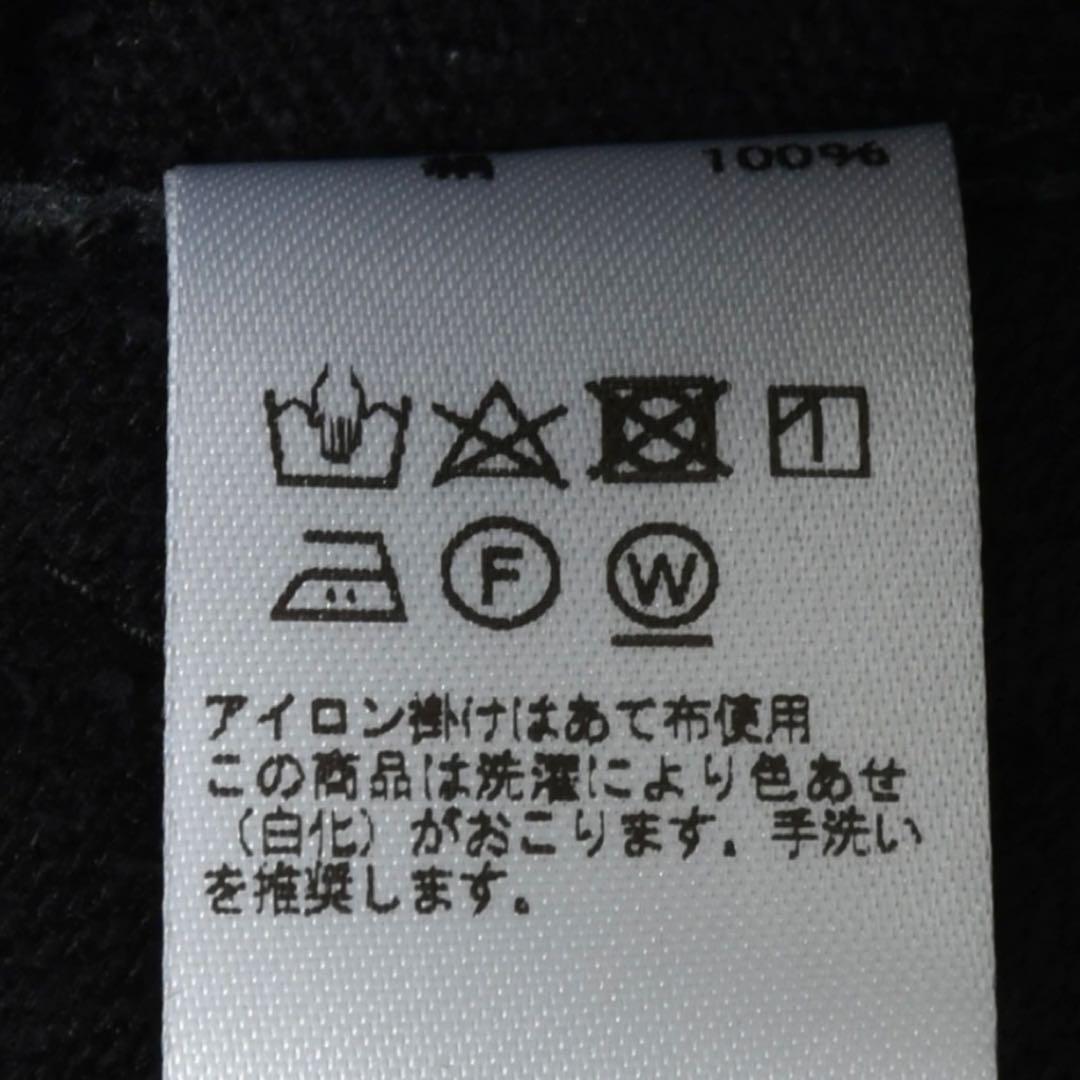 100%
F W
アイロン掛けはあて布使用
この商品は洗濯により色あせ
（白化）がおこります。手洗い
を推奨します。